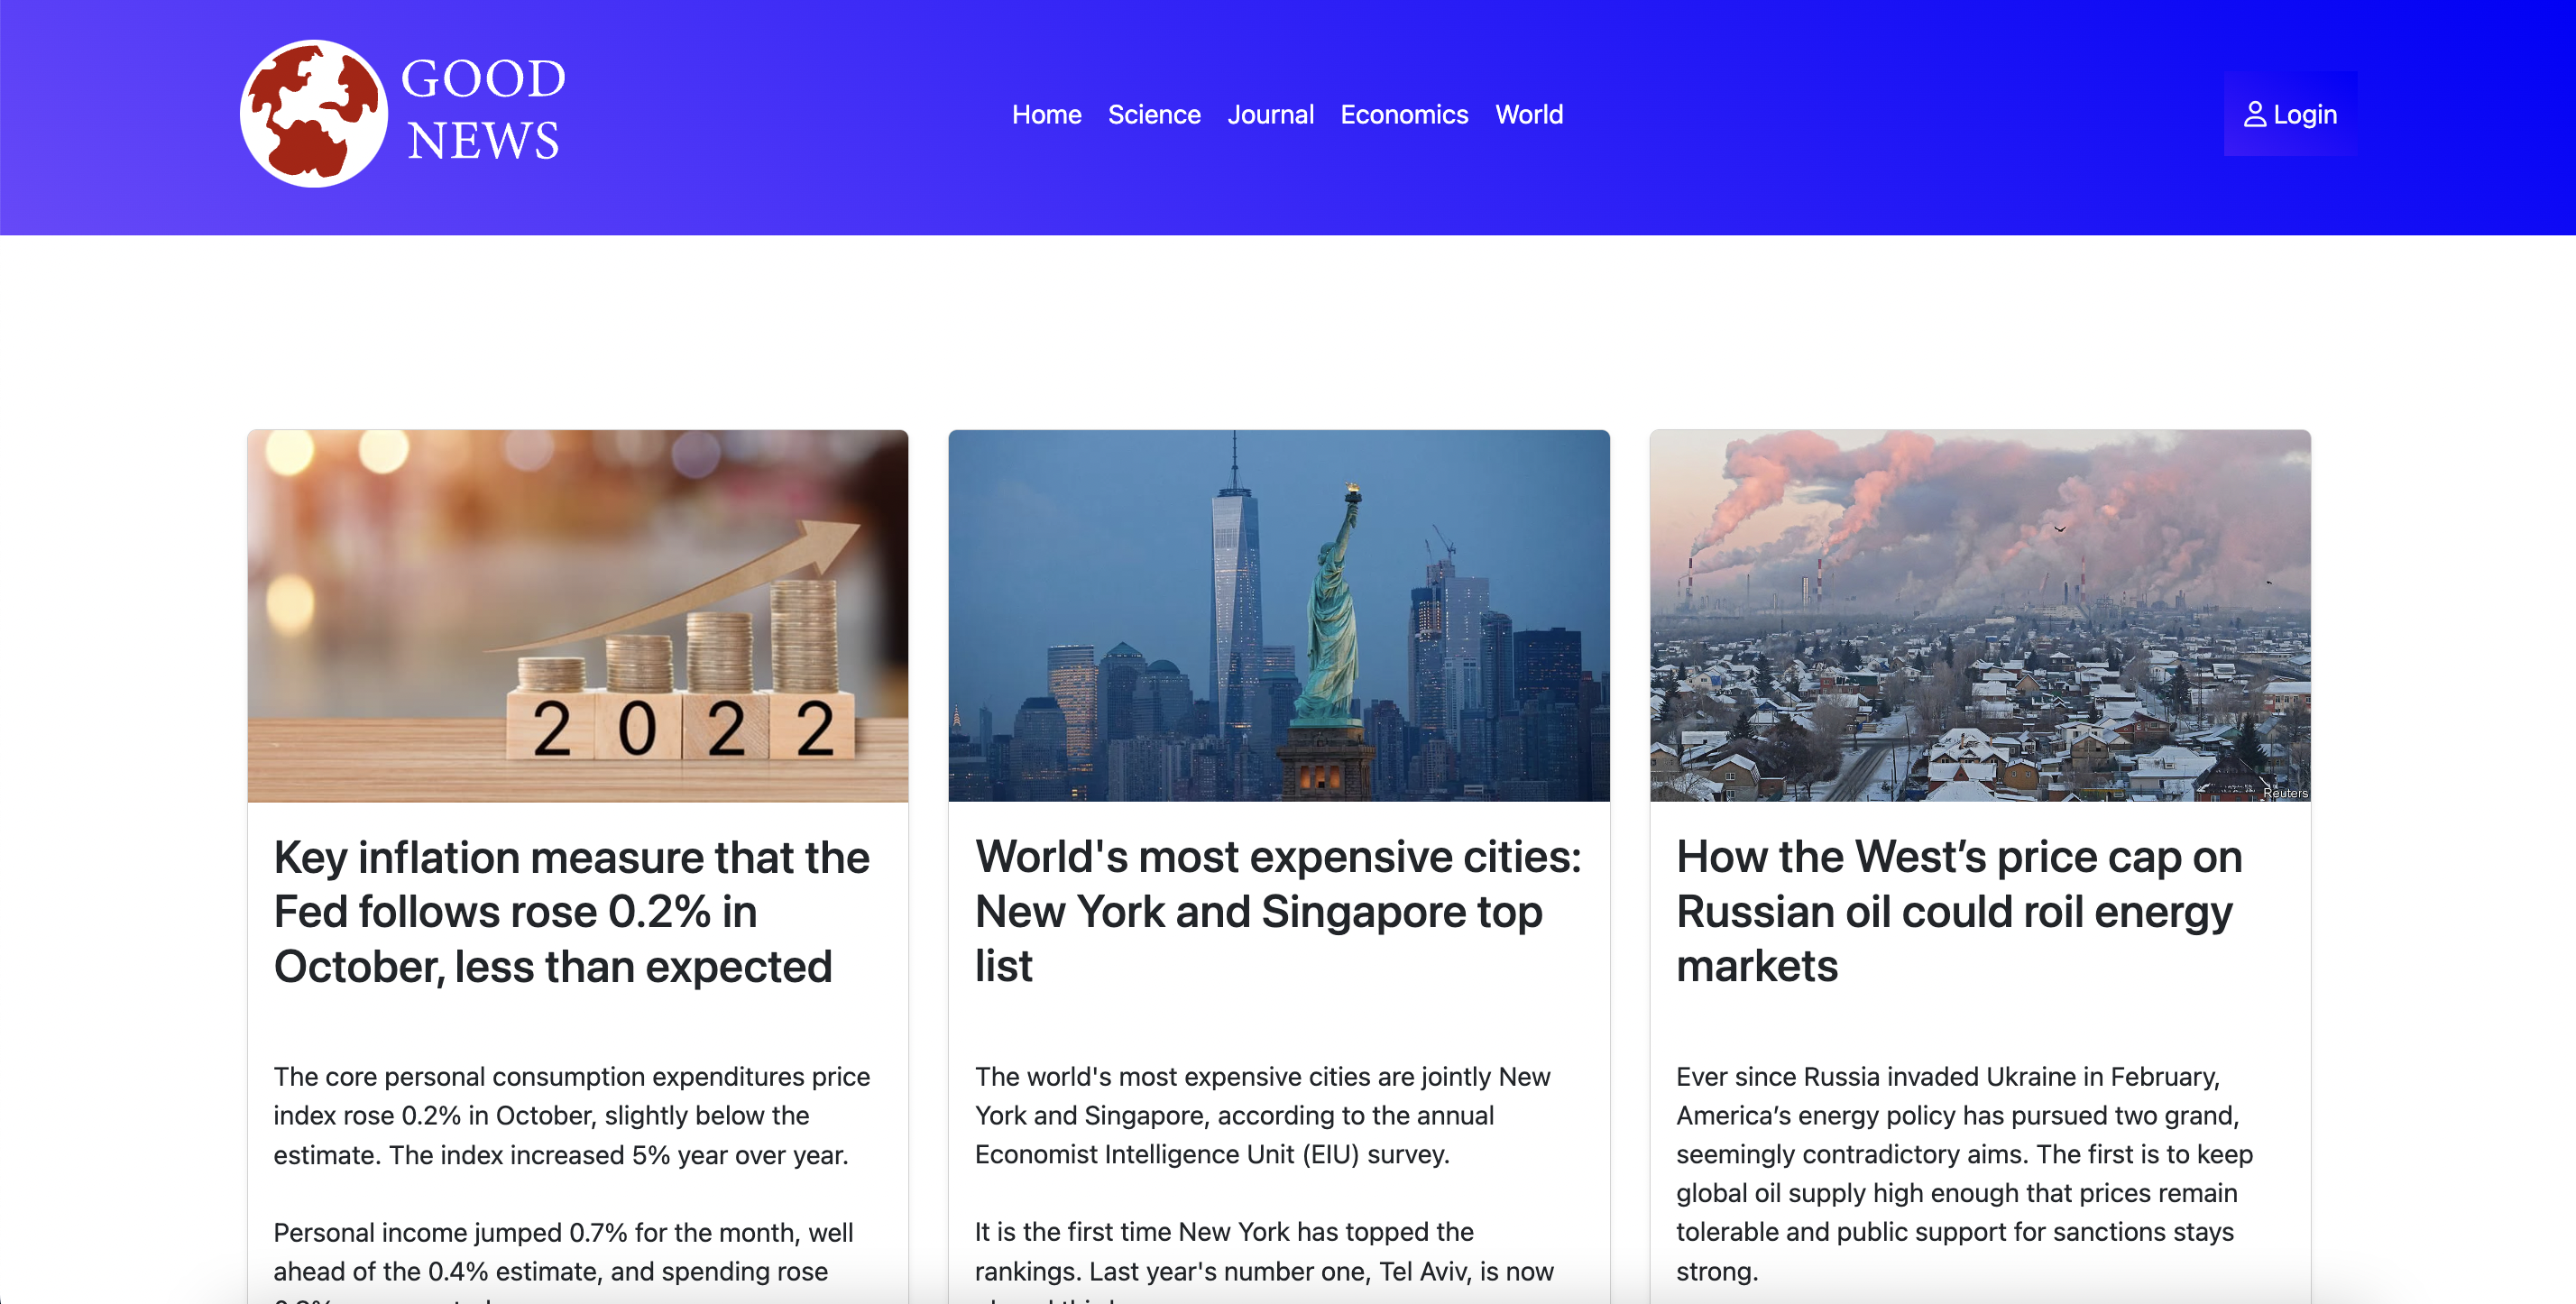 GOOD
NEWS
Home Science Journal Economics World
Login
2022
Reuters
Key inflation measure that the
Fed follows rose 0.2% in
October, less than expected
The core personal consumption expenditures price
index rose 0.2% in October, slightly below the
estimate. The index increased 5% year over year.
Personal income jumped 0.7% for the month, well
ahead of the 0.4% estimate, and spending rose
World's most expensive cities:
New York and Singapore top
list
The world's most expensive cities are jointly New
York and Singapore, according to the annual
Economist Intelligence Unit (EIU) survey.
It is the first time New York has topped the
rankings. Last year's number one, Tel Aviv, is now
How the West’s price cap on
Russian oil could roil energy
markets
Ever since Russia invaded Ukraine in February,
America’s energy policy has pursued two grand,
seemingly contradictory aims. The first is to keep
global oil supply high enough that prices remain
tolerable and public support for sanctions stays
strong.